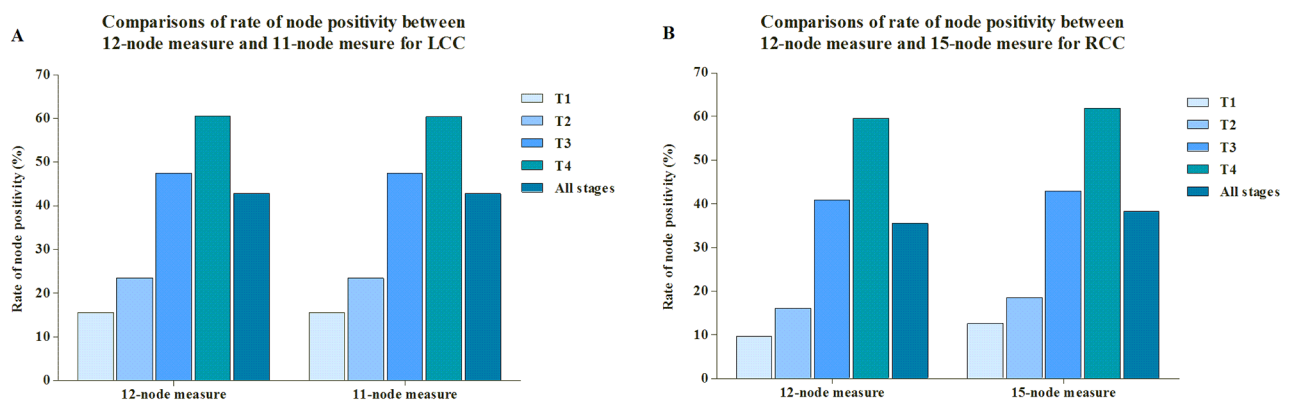 A
Comparisons of rate of node positivity between
12-node measure and 11-node mesure for LCC
Rate of node positivity (%)
70
60
50
40
30
20
10
0
12-node measure
11-node measure
T1
T2
T3
T4
All stages
B
Comparisons of rate of node positivity between
12-node measure and 15-node mesure for RCC
Rate of node positivity (%)
70
60
50
40
30
20
10
0
12-node measure
15-node measure
T1
T2
T3
T4
All stages